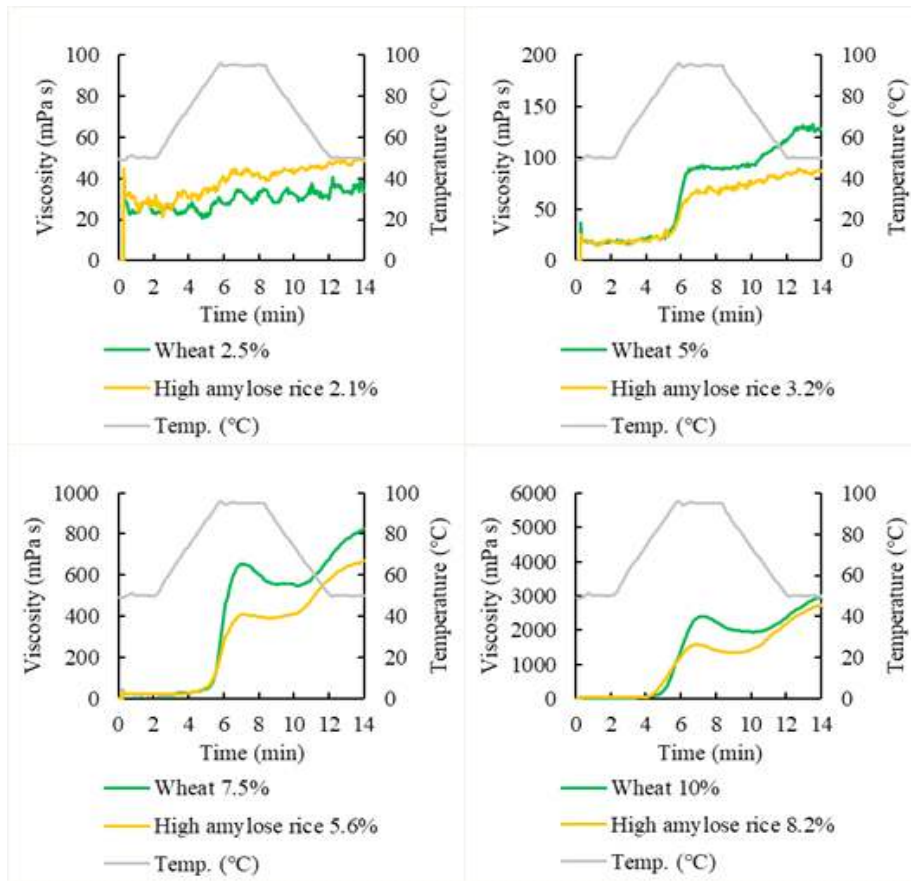 100
80
60
40
20
0
Viscosity (mPa s)
100
80
60
40
20
0
Temperature (°C)
0 2 4 6 8 10 12 14
Time (min)
Wheat 2.5%
High amylose rice 2.1%
Temp. (°C)
200
150
100
50
0
Viscosity (mPa s)
100
80
60
40
20
0
Temperature (°C)
0 2 4 6 8 10 12 14
Time (min)
Wheat 5%
High amylose rice 3.2%
Temp. (°C)
1000
800
600
400
200
0
Viscosity (mPa s)
100
80
60
40
20
0
Temperature (°C)
0 2 4 6 8 10 12 14
Time (min)
Wheat 7.5%
High amylose rice 5.6%
Temp. (°C)
6000
5000
4000
3000
2000
1000
0
Viscosity (mPa s)
100
80
60
40
20
0
Temperature (°C)
0 2 4 6 8 10 12 14
Time (min)
Wheat 10%
High amylose rice 8.2%
Temp. (°C)